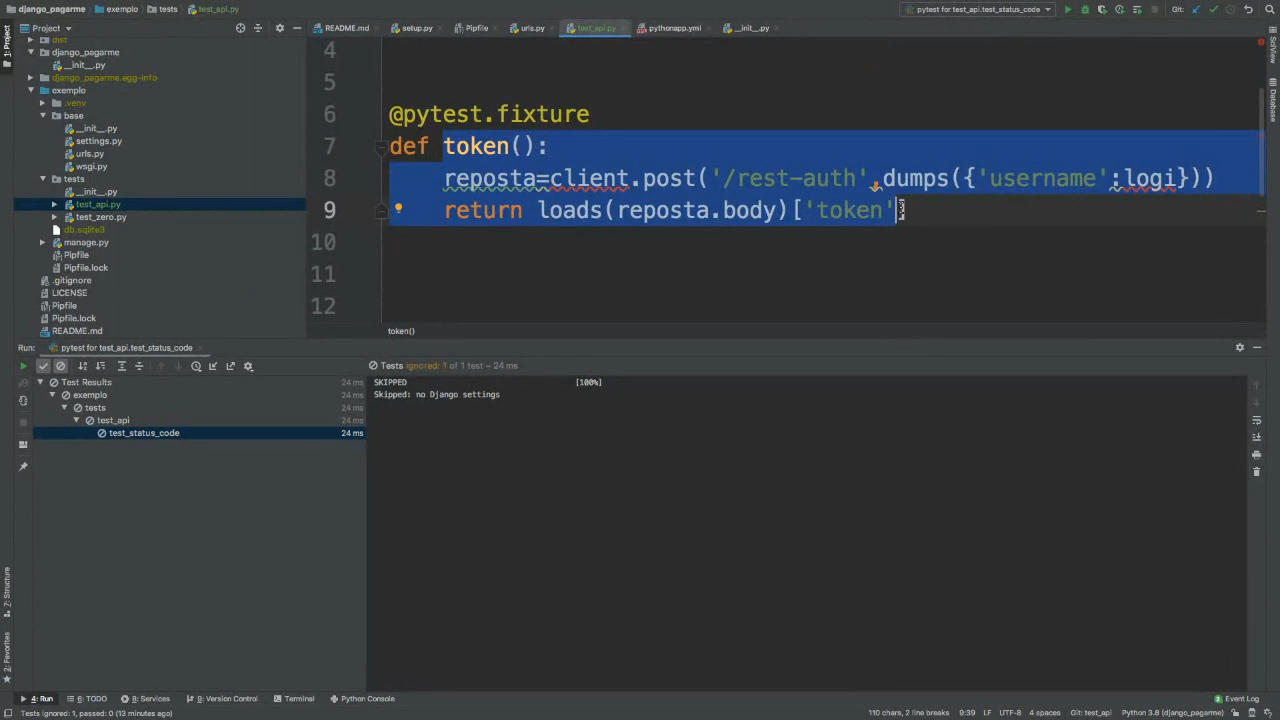 django_pagarme exemplo tests test_api.py
pytest for test_api.test_status_code Git:
1: Project
Project
README.md setup.py Pipfile urls.py test_api.py pythonapp.yml __init__.py
SciView
Database
dist
django_pagarme
__init__.py
django_pagarme.egg-info
exemplo
.venv
base
__init__.py
settings.py
urls.py
wsgi.py
tests
__init__.py
test_api.py
test_zero.py
db.sqlite3
manage.py
Pipfile
Pipfile.lock
.gitignore
LICENSE
Pipfile
Pipfile.lock
README.md
4
5
6 @pytest.fixture
7 def token():
8 reposta=client.post('/rest-auth',dumps({'username':logi}))
9 return loads(reposta.body)['token']
10
11
12
token()
Run: pytest for test_api.test_status_code
Tests ignored: 1 of 1 test – 24 ms
Test Results 24 ms
exemplo 24 ms
tests 24 ms
test_api 24 ms
test_status_code 24 ms
SKIPPED [100%]
Skipped: no Django settings
7: Structure
2: Favorites
4: Run 6: TODO 8: Services 9: Version Control Terminal Python Console Event Log
Tests ignored: 1, passed: 0 (13 minutes ago) 110 chars, 2 line breaks 9:39 LF UTF-8 4 spaces Git: test_api Python 3.8 (django_pagarme)